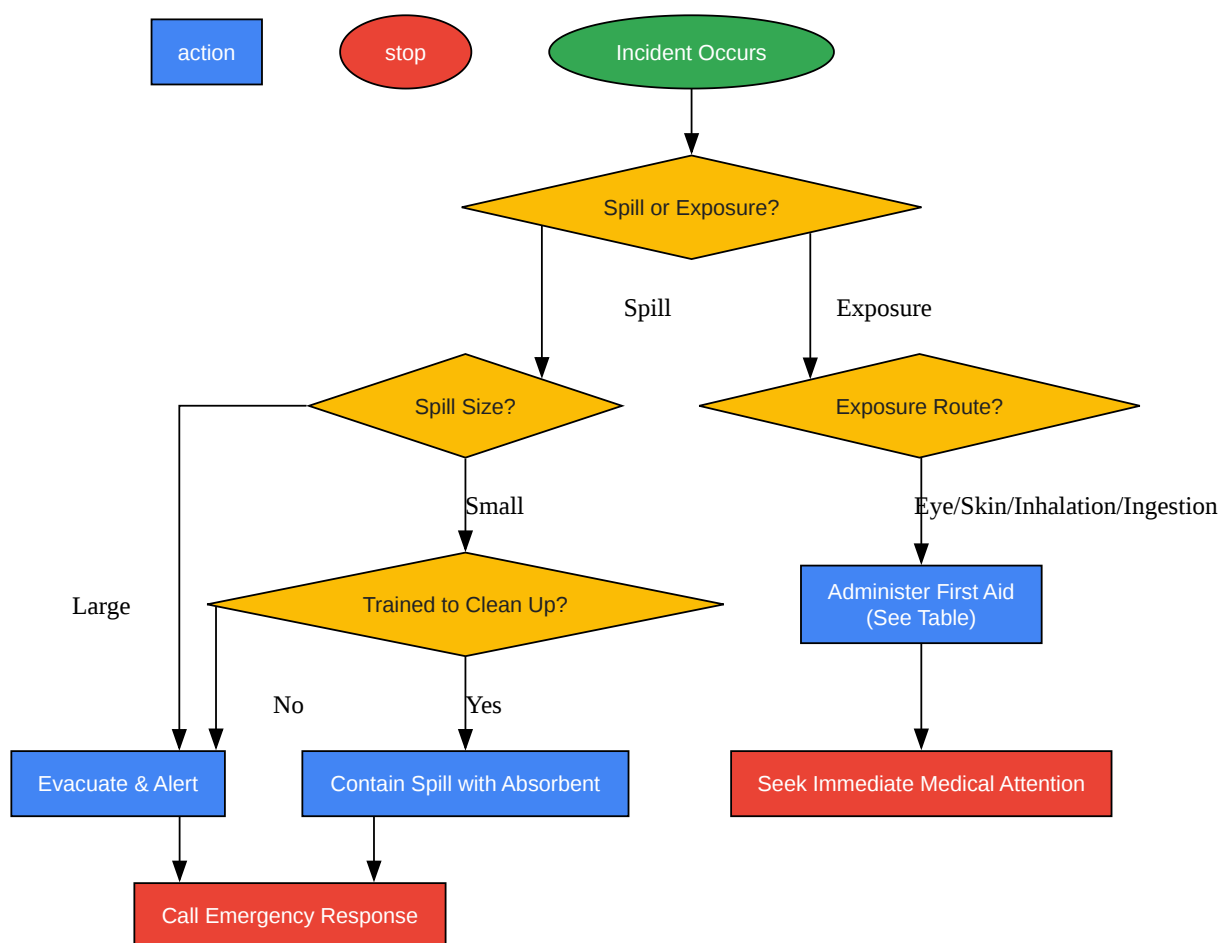 action
stop
Incident Occurs
Spill or Exposure?
Spill
Exposure
Spill Size?
Exposure Route?
Small
Eye/Skin/Inhalation/Ingestion
Large
Trained to Clean Up?
Administer First Aid
(See Table)
No
Yes
Evacuate & Alert
Contain Spill with Absorbent
Seek Immediate Medical Attention
Call Emergency Response